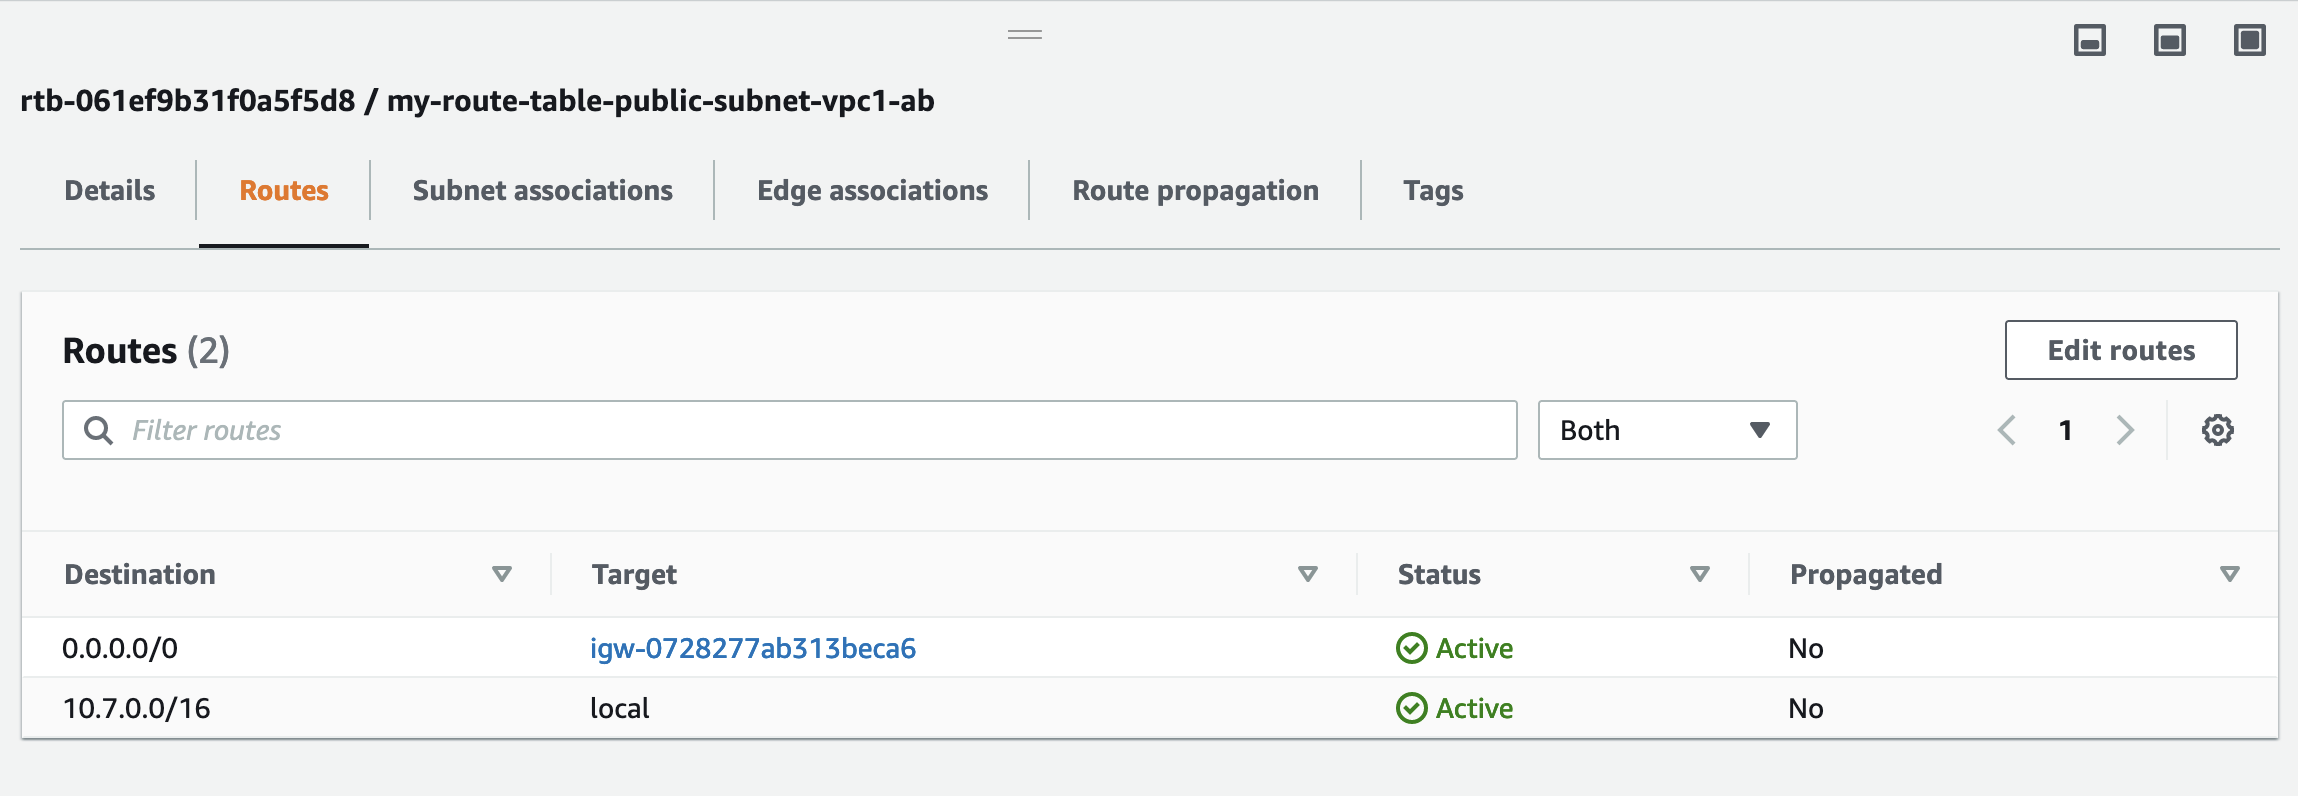 rtb-061ef9b31f0a5f5d8 / my-route-table-public-subnet-vpc1-ab
Details Routes Subnet associations Edge associations Route propagation Tags
Routes (2) Edit routes
Filter routes Both 1
Destination Target Status Propagated
0.0.0.0/0 igw-0728277ab313beca6 Active No
10.7.0.0/16 local Active No